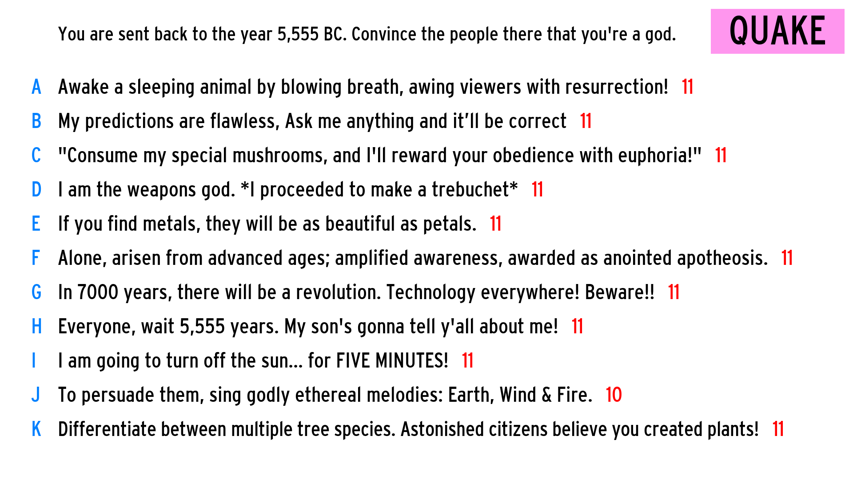 You are sent back to the year 5,555 BC. Convince the people there that you're a god.
QUAKE
A Awake a sleeping animal by blowing breath, awing viewers with resurrection! 11
B My predictions are flawless, Ask me anything and it’ll be correct 11
C "Consume my special mushrooms, and I'll reward your obedience with euphoria!" 11
D I am the weapons god. *I proceeded to make a trebuchet* 11
E If you find metals, they will be as beautiful as petals. 11
F Alone, arisen from advanced ages; amplified awareness, awarded as anointed apotheosis. 11
G In 7000 years, there will be a revolution. Technology everywhere! Beware!! 11
H Everyone, wait 5,555 years. My son's gonna tell y'all about me! 11
I I am going to turn off the sun... for FIVE MINUTES! 11
J To persuade them, sing godly ethereal melodies: Earth, Wind & Fire. 10
K Differentiate between multiple tree species. Astonished citizens believe you created plants! 11